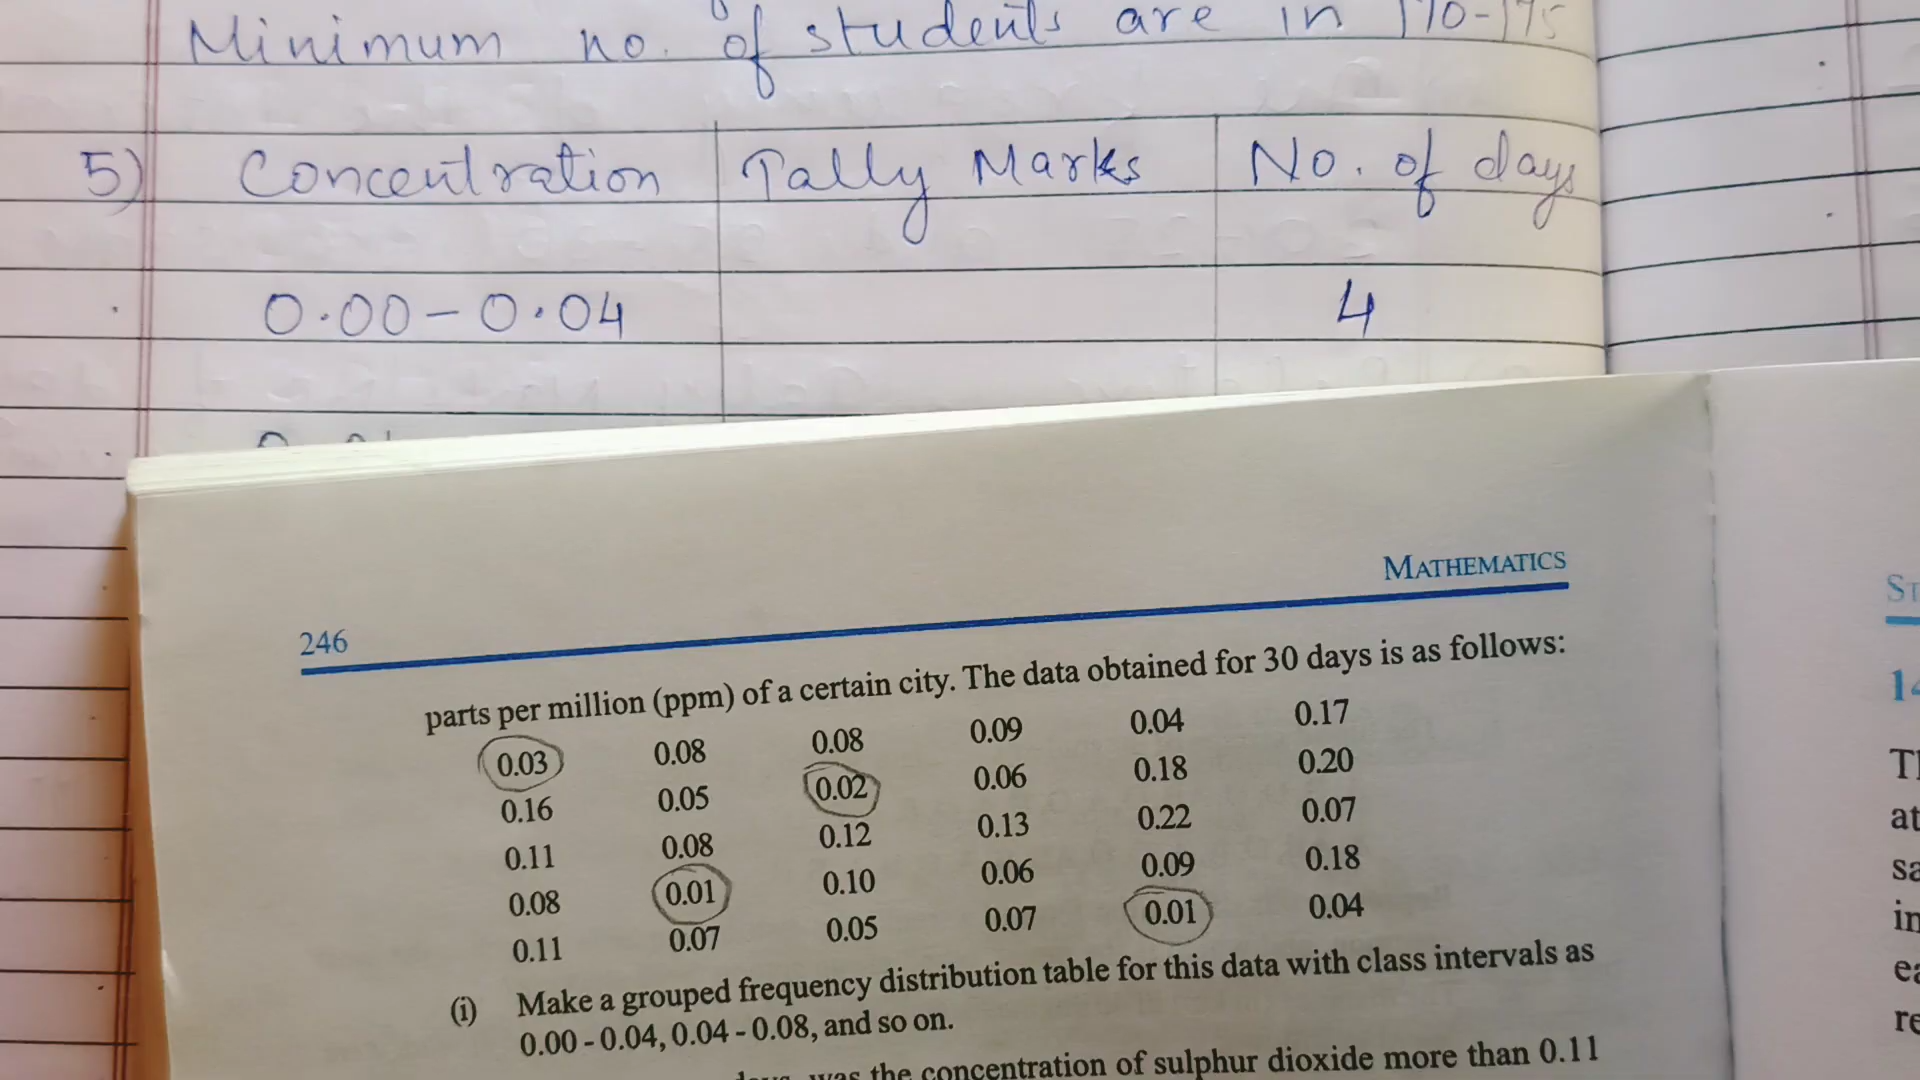 Minimum no. of students are in 170-175
5) Concentration Tally Marks No. of days
0.00-0.04 4
MATHEMATICS
246
parts per million (ppm) of a certain city. The data obtained for 30 days is as follows:
0.03 0.08 0.08 0.09 0.04 0.17
0.16 0.05 0.02 0.06 0.18 0.20
0.11 0.08 0.12 0.13 0.22 0.07
0.08 0.01 0.10 0.06 0.09 0.18
0.11 0.07 0.05 0.07 0.01 0.04
(i) Make a grouped frequency distribution table for this data with class intervals as
0.00 - 0.04, 0.04 - 0.08, and so on.
was the concentration of sulphur dioxide more than 0.11